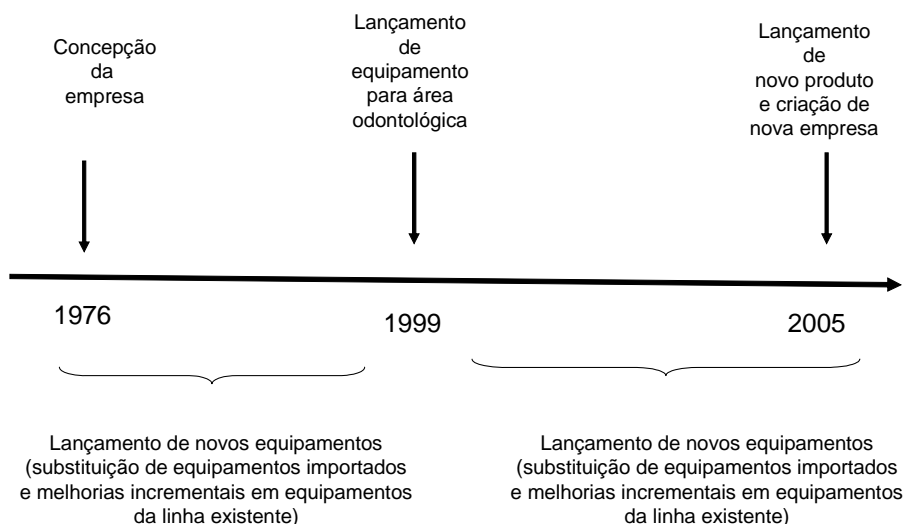 Concepção
da
empresa
Lançamento
de
equipamento
para área
odontológica
Lançamento
de
novo produto
e criação de
nova empresa
1976
1999
2005
Lançamento de novos equipamentos
(substituição de equipamentos importados
e melhorias incrementais em equipamentos
da linha existente)
Lançamento de novos equipamentos
(substituição de equipamentos importados
e melhorias incrementais em equipamentos
da linha existente)